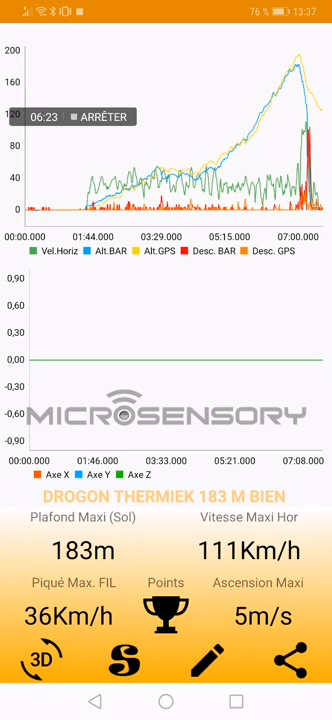 76 % 13:37
200
160
120
06:23 ARRÊTER
80
40
0
00:00.000 01:44.000 03:29.000 05:15.000 07:00.000
Vel.Horiz Alt.BAR Alt.GPS Desc. BAR Desc. GPS
0,90
0,60
0,30
0,00
-0,30
-0,60
MICROSENSORY
-0,90
00:00.000 01:46.000 03:33.000 05:21.000 07:08.000
Axe X Axe Y Axe Z
DROGON THERMIEK 183 M BIEN
Plafond Maxi (Sol) Vitesse Maxi Hor
183m 111Km/h
Piqué Max. FIL Points Ascension Maxi
36Km/h 5m/s
3D S